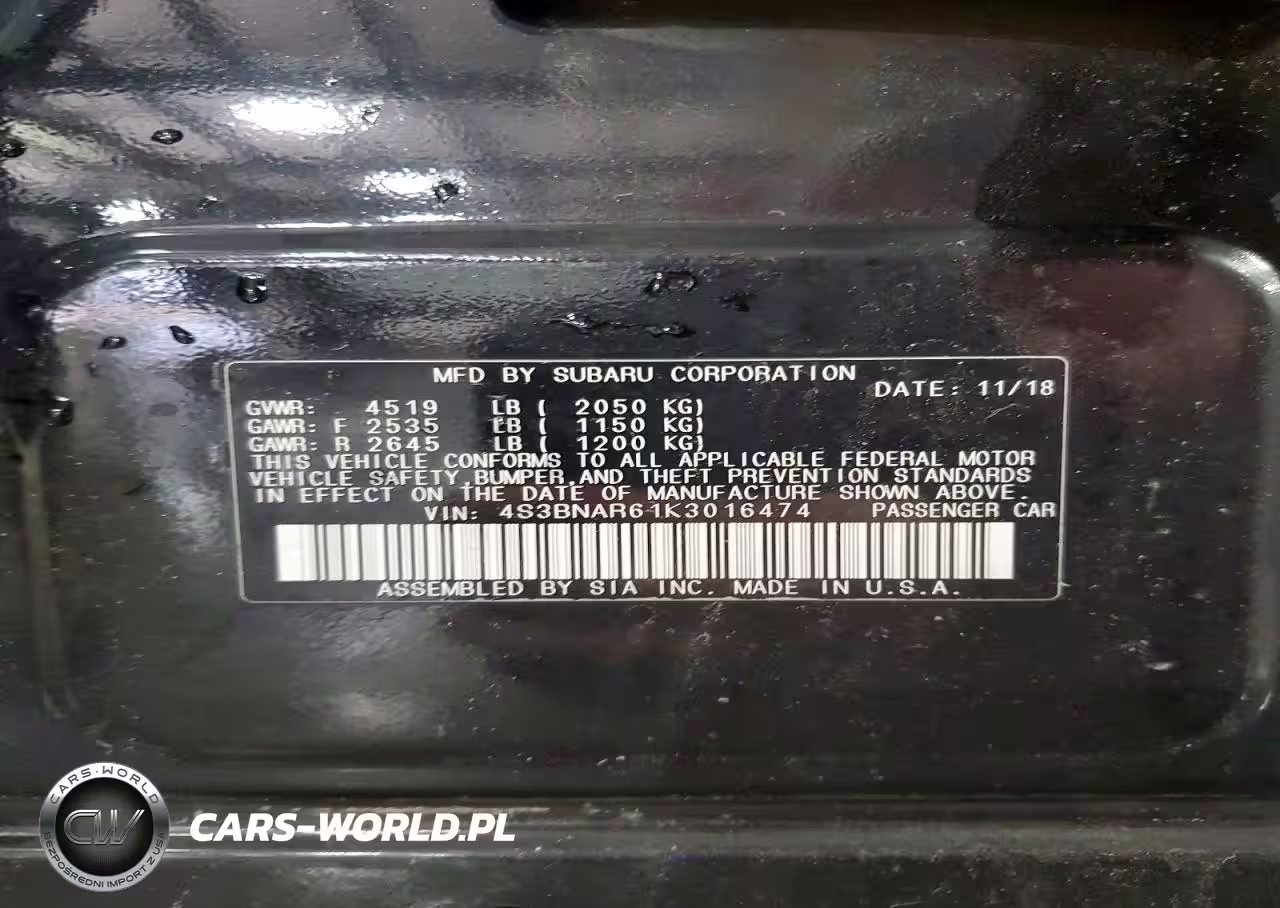 MFD BY SUBARU CORPORATION
DATE: 11/18
GVWR: 4519 LB ( 2050 KG)
GAWR: F 2535 LB ( 1150 KG)
GAWR: R 2645 LB ( 1200 KG)
THIS VEHICLE CONFORMS TO ALL APPLICABLE FEDERAL MOTOR
VEHICLE SAFETY,BUMPER,AND THEFT PREVENTION STANDARDS
IN EFFECT ON THE DATE OF MANUFACTURE SHOWN ABOVE.
VIN: 4S3BNAR61K3016474 PASSENGER CAR
ASSEMBLED BY SIA INC. MADE IN U.S.A.
CARS-WORLD
CW
BEZPOŚREDNI IMPORT Z USA
CARS-WORLD.PL